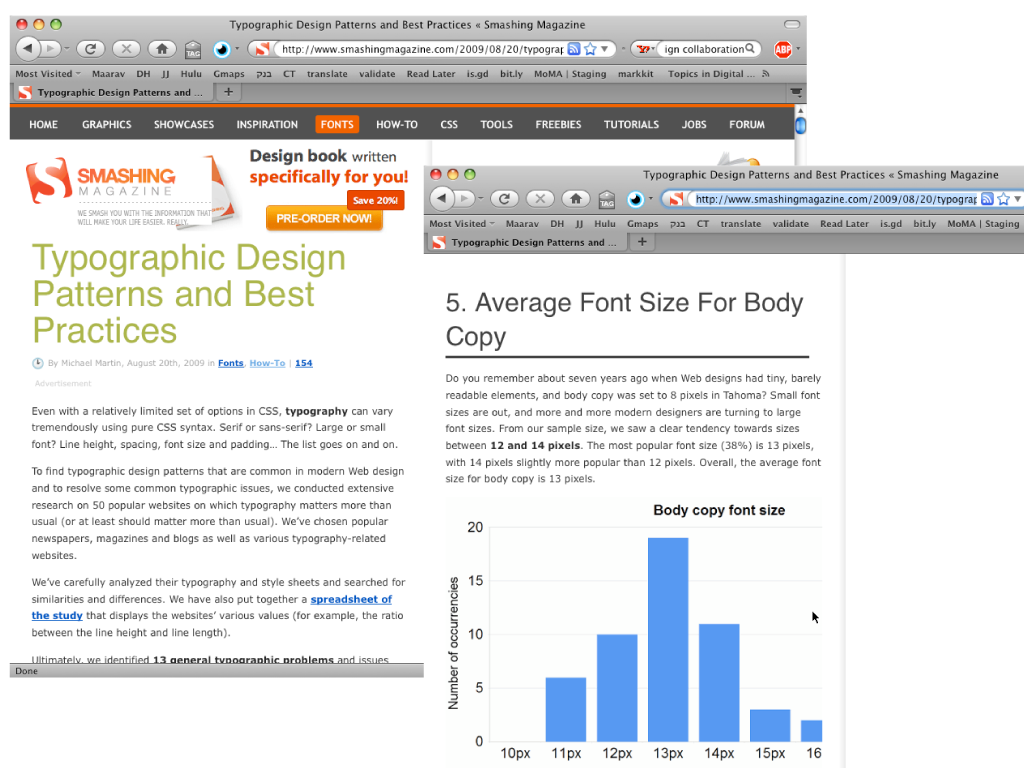 Typographic Design Patterns and Best Practices « Smashing Magazine
http://www.smashingmagazine.com/2009/08/20/typograp
ign collaboration
ABP
TAG
Most Visited
Maarav
DH
JJ
Hulu
Gmaps
בנק
CT
translate
validate
Read Later
is.gd
bit.ly
MoMA | Staging
markkit
Topics in Digital ...
Typographic Design Patterns and ...
HOME GRAPHICS SHOWCASES INSPIRATION FONTS HOW-TO CSS TOOLS FREEBIES TUTORIALS JOBS FORUM
SMASHING
MAGAZINE
WE SMASH YOU WITH THE INFORMATION THAT
WILL MAKE YOUR LIFE EASIER. REALLY.
Design book written
specifically for you!
Save 20%!
PRE-ORDER NOW!
Typographic Design
Patterns and Best
Practices
By Michael Martin, August 20th, 2009 in Fonts, How-To | 154
Advertisement
Even with a relatively limited set of options in CSS, typography can vary
tremendously using pure CSS syntax. Serif or sans-serif? Large or small
font? Line height, spacing, font size and padding... The list goes on and on.
To find typographic design patterns that are common in modern Web design
and to resolve some common typographic issues, we conducted extensive
research on 50 popular websites on which typography matters more than
usual (or at least should matter more than usual). We've chosen popular
newspapers, magazines and blogs as well as various typography-related
websites.
We've carefully analyzed their typography and style sheets and searched for
similarities and differences. We have also put together a spreadsheet of
the study that displays the websites' various values (for example, the ratio
between the line height and line length).
Ultimately, we identified 13 general typographic problems and issues
Done
Typographic Design Patterns and Best Practices « Smashing Magazine
TAG
http://www.smashingmagazine.com/2009/08/20/typograp
Most Visited
Maarav
DH
JJ
Hulu
Gmaps
בנק
CT
translate
validate
Read Later
is.gd
bit.ly
MoMA | Staging
Typographic Design Patterns and ...
5. Average Font Size For Body
Copy
Do you remember about seven years ago when Web designs had tiny, barely
readable elements, and body copy was set to 8 pixels in Tahoma? Small font
sizes are out, and more and more modern designers are turning to large
font sizes. From our sample size, we saw a clear tendency towards sizes
between 12 and 14 pixels. The most popular font size (38%) is 13 pixels,
with 14 pixels slightly more popular than 12 pixels. Overall, the average font
size for body copy is 13 pixels.
Body copy font size
Number of occurrencies
20
15
10
5
0
10px 11px 12px 13px 14px 15px 16